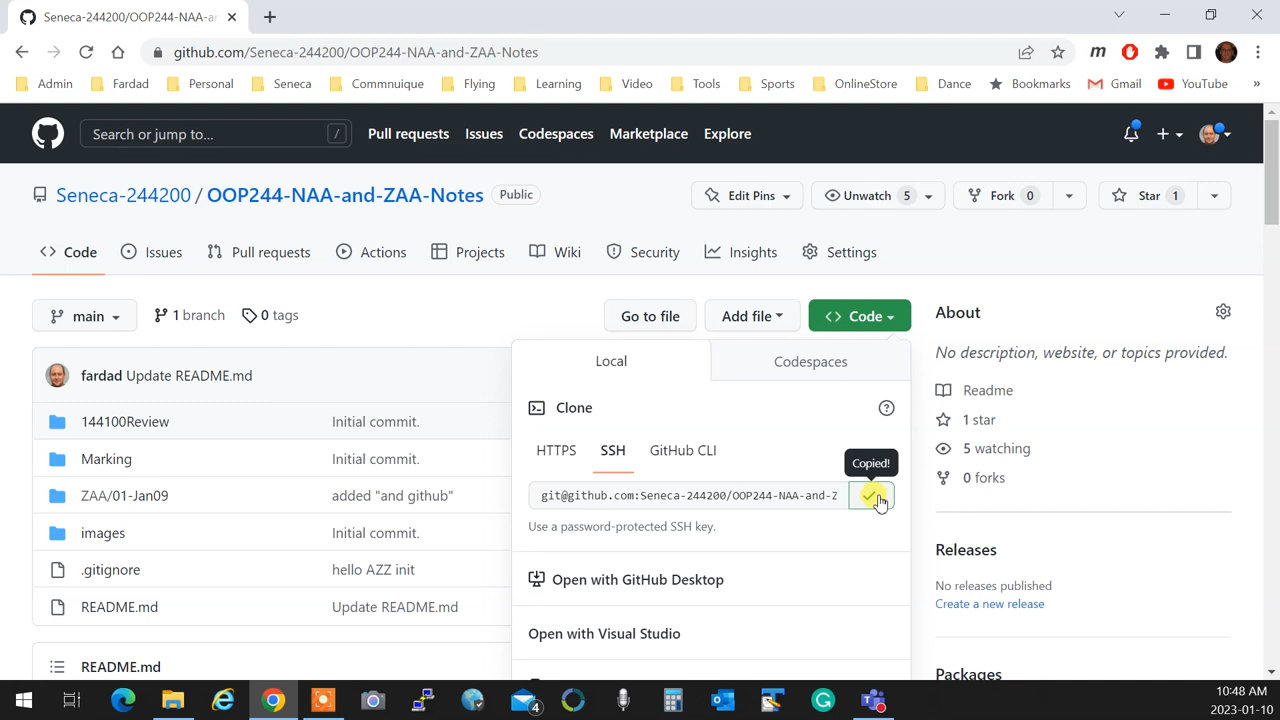 Seneca-244200/OOP244-NAA-an
github.com/Seneca-244200/OOP244-NAA-and-ZAA-Notes
m
Admin Fardad Personal Seneca Commnuique Flying Learning Video Tools Sports OnlineStore Dance Bookmarks Gmail YouTube »
Search or jump to... / Pull requests Issues Codespaces Marketplace Explore
Seneca-244200 / OOP244-NAA-and-ZAA-Notes Public Edit Pins Unwatch 5 Fork 0 Star 1
Code Issues Pull requests Actions Projects Wiki Security Insights Settings
main 1 branch 0 tags Go to file Add file Code About
No description, website, or topics provided.
Local Codespaces
fardad Update README.md
Readme
Clone
144100Review Initial commit.
1 star
HTTPS SSH GitHub CLI
5 watching
Marking Initial commit.
Copied!
0 forks
ZAA/01-Jan09 added "and github"
git@github.com:Seneca-244200/OOP244-NAA-and-Z
Use a password-protected SSH key.
images Initial commit.
Releases
.gitignore hello AZZ init
Open with GitHub Desktop
No releases published
Create a new release
README.md Update README.md
Open with Visual Studio
README.md
Packages
4
10:48 AM
2023-01-10